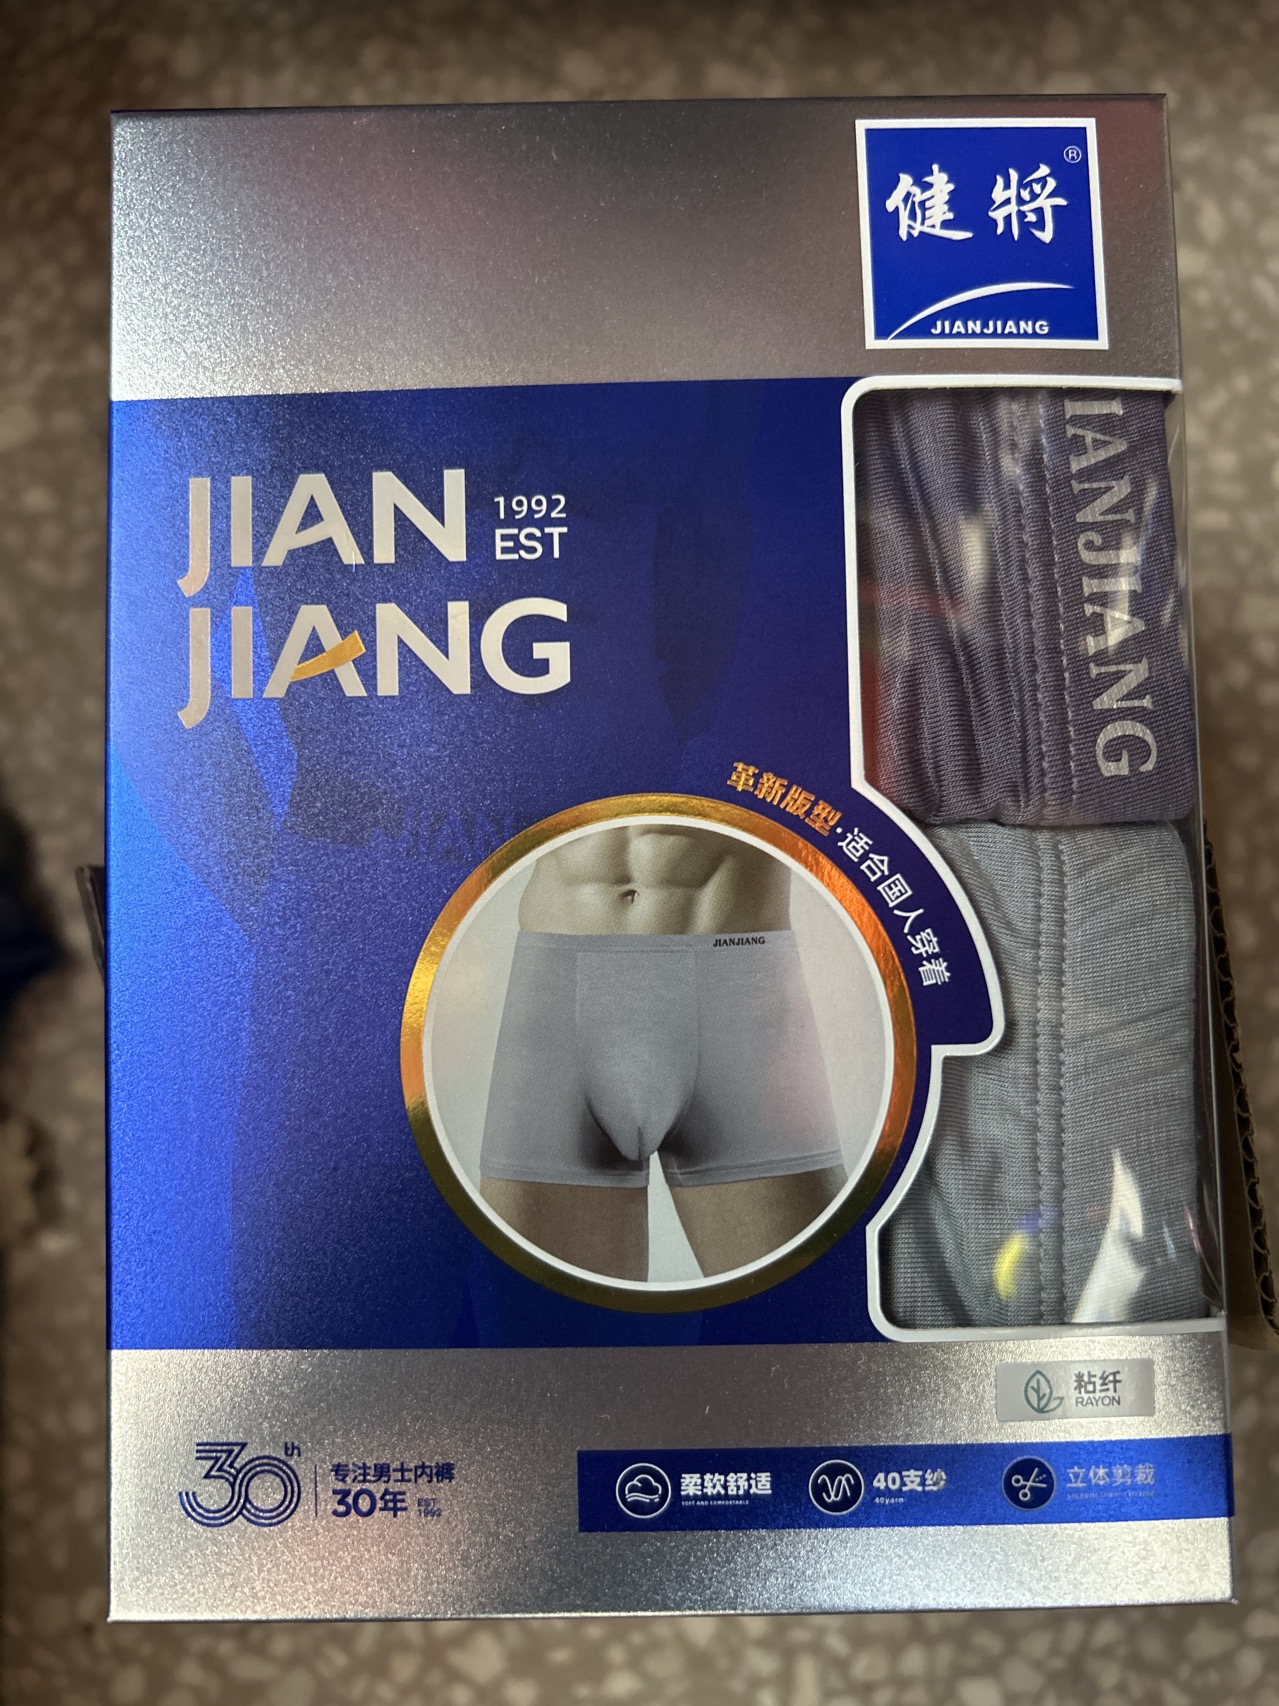 健将®
JIANJIANG
JIAN
1992
EST
JIANG
IANJIANG
革新版型·适合国人穿着
JIANJIANG
粘纤
RAYON
30th
专注男士内裤
30年
EST
1992
柔软舒适
SOFT AND COMFORTABLE
40支纱
40yarn
立体剪裁